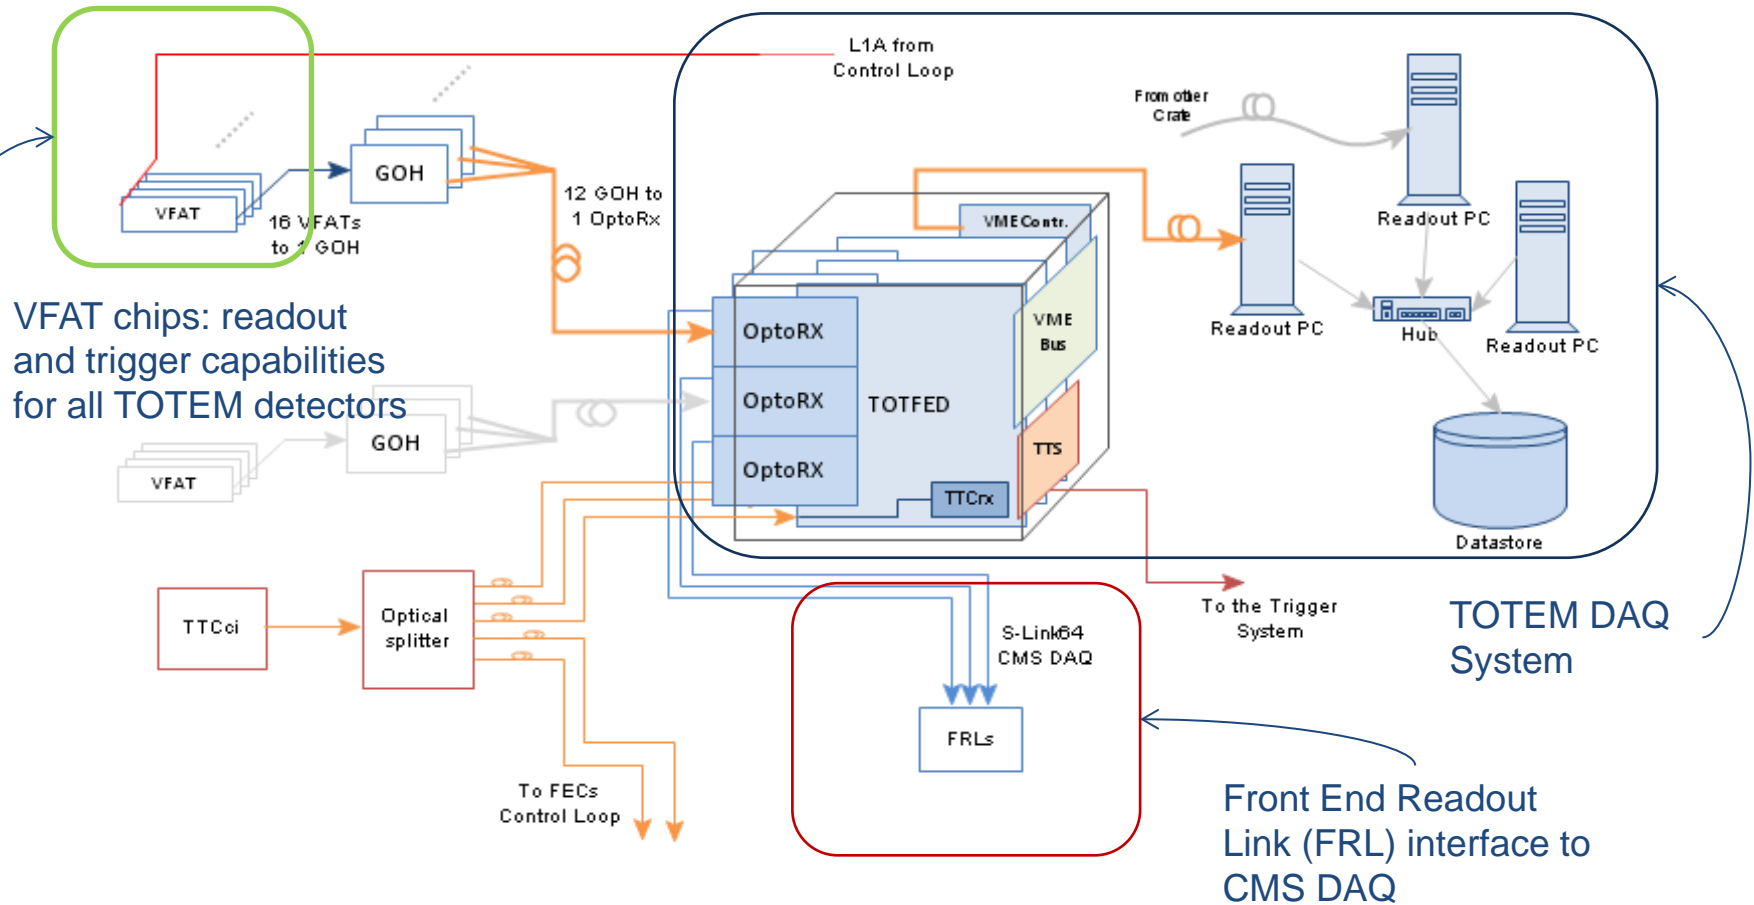 L1A from
Control Loop
From other
Crate
GOH
VFAT
16 VFATs
to 1 GOH
12 GOH to
1 OptoRx
VME Contr.
Readout PC
Readout PC
Hub
Readout PC
VFAT chips: readout
and trigger capabilities
for all TOTEM detectors
OptoRX
OptoRX
OptoRX
TOTFED
VME
Bus
TTS
TTCrx
GOH
VFAT
Datastore
TTCci
Optical
splitter
To the Trigger
System
TOTEM DAQ
System
S-Link64
CMS DAQ
FRLs
To FECs
Control Loop
Front End Readout
Link (FRL) interface to
CMS DAQ